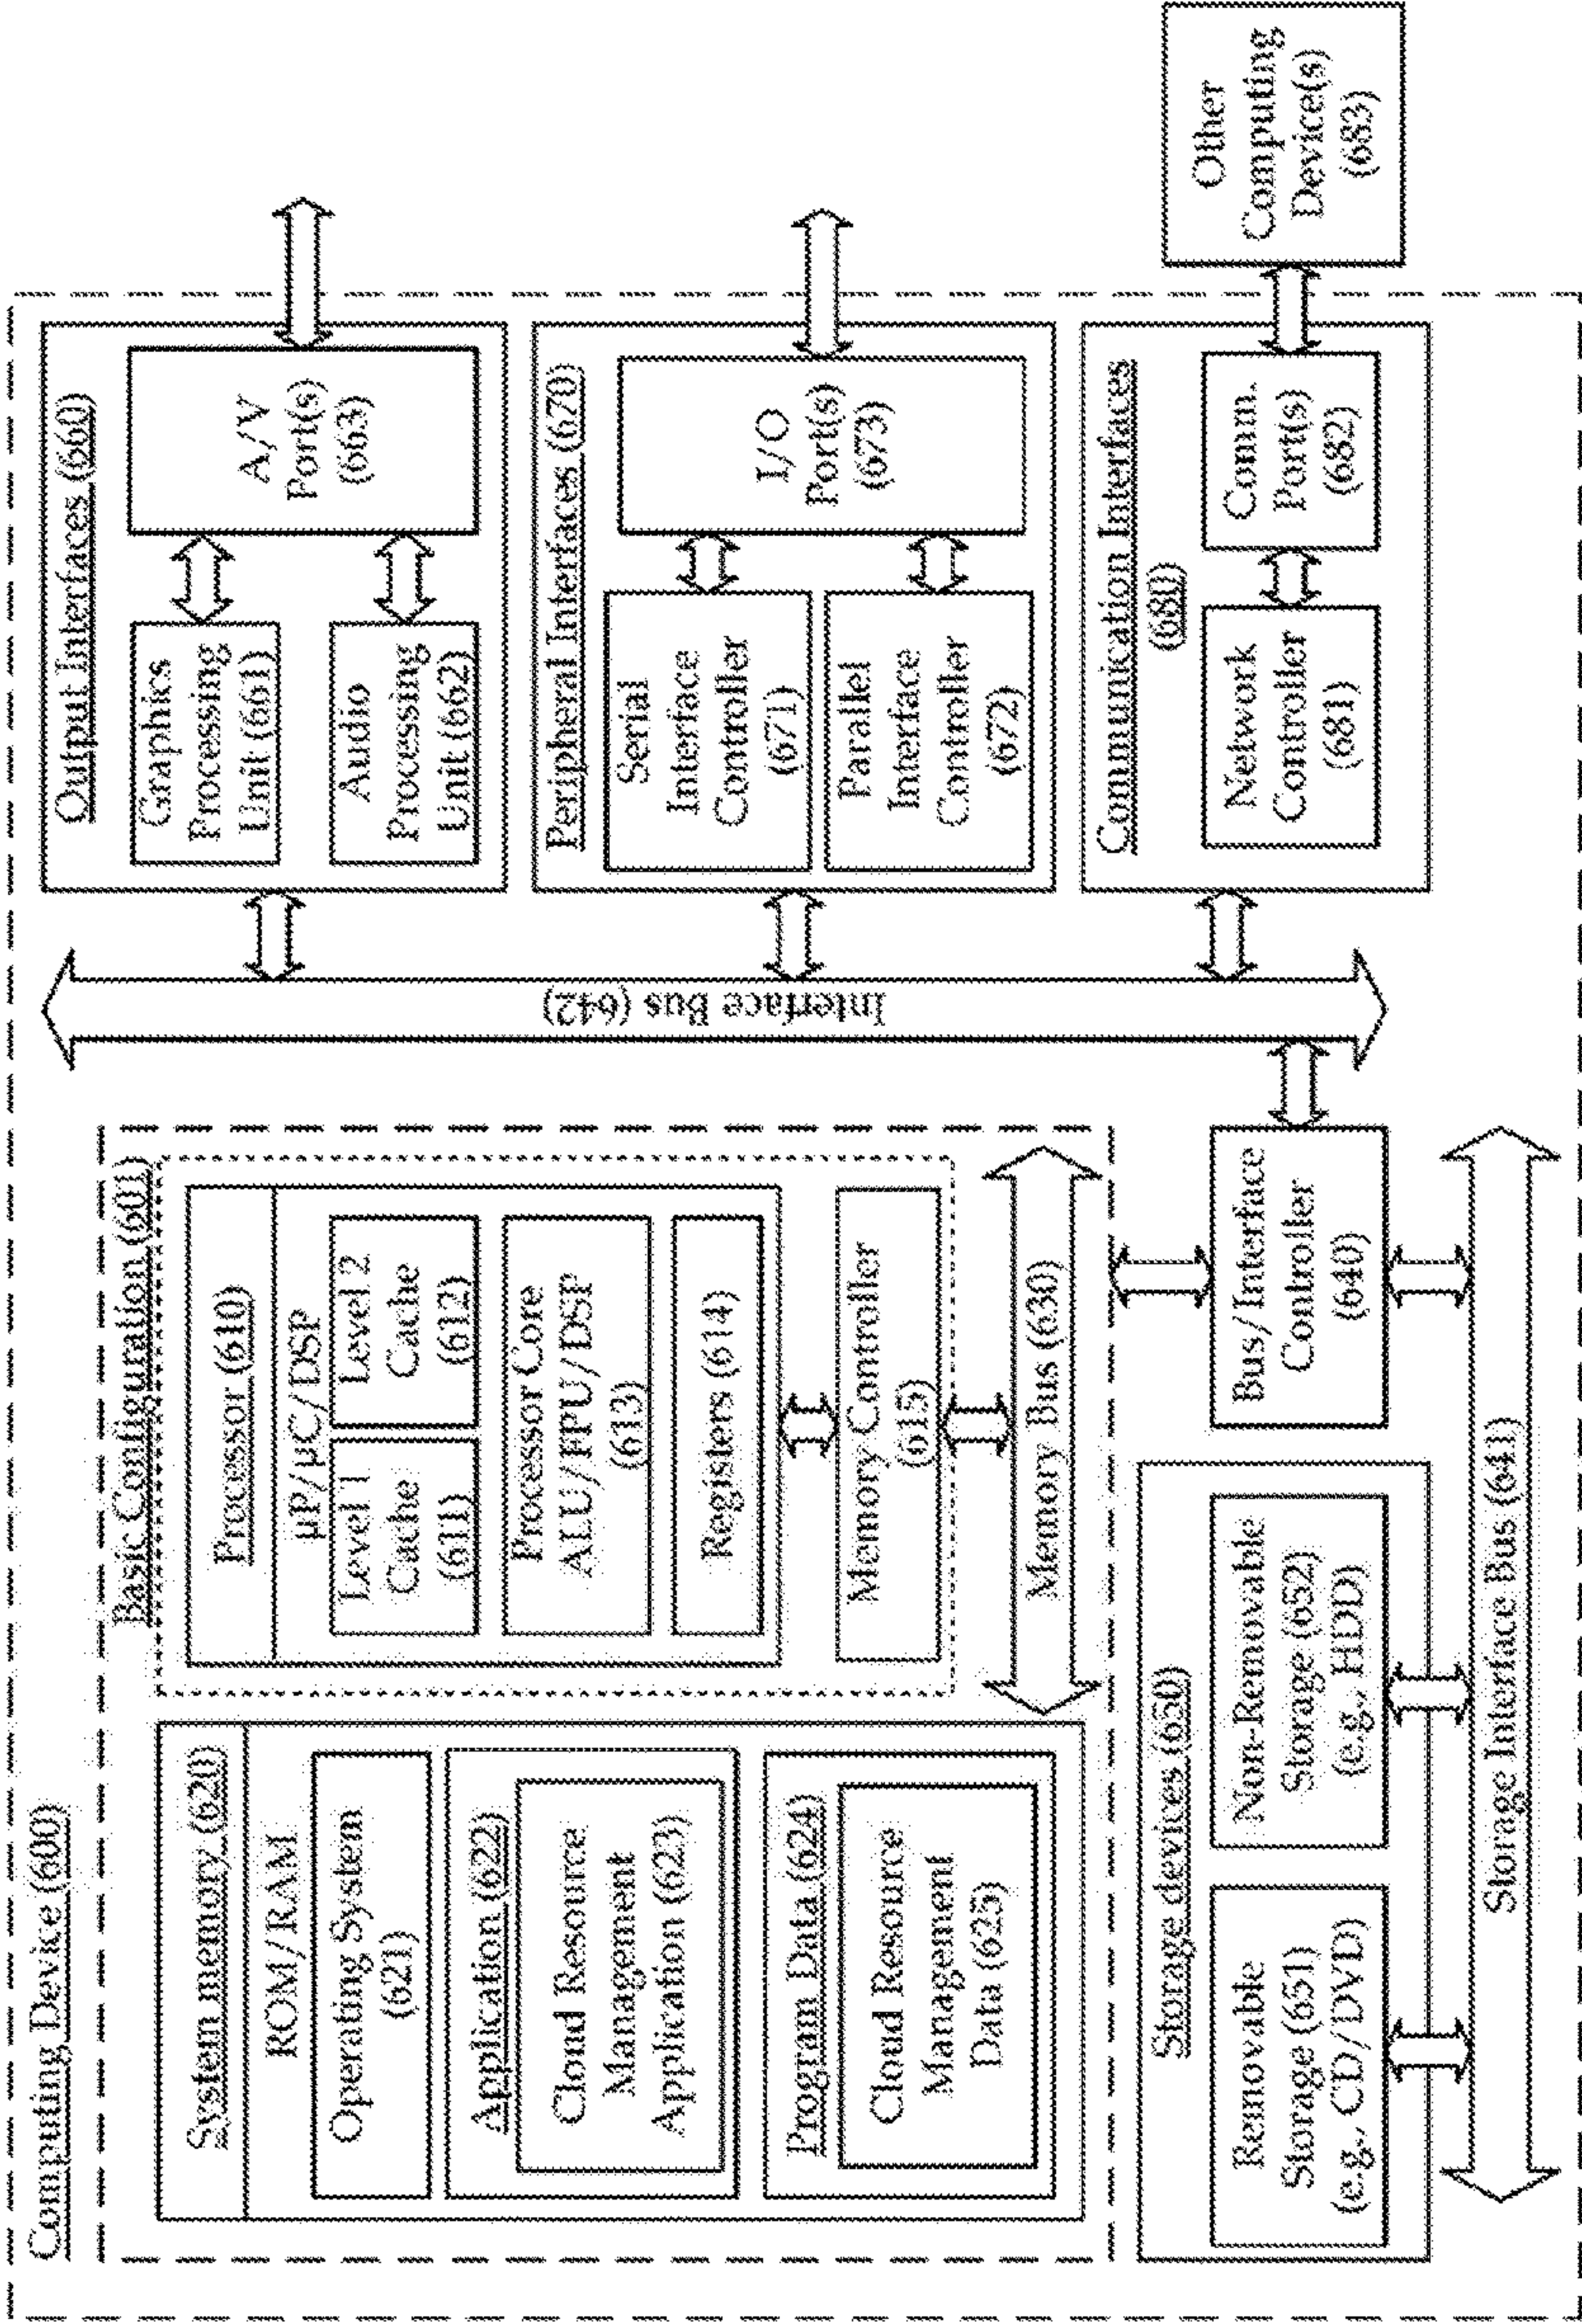 Computing Device (600)
Basic Configuration (601)
System memory (620)
ROM/RAM
Operating System
(621)
Application (622)
Cloud Resource
Management
Application (623)
Program Data (624)
Cloud Resource
Management
Data (625)
Processor (610)
µP/µC/DSP
Level 1
Cache
(611)
Level 2
Cache
(612)
Processor Core
ALU/FPU/DSP
(613)
Registers (614)
Memory Controller
(615)
Memory Bus (630)
Storage devices (650)
Removable
Storage (651)
(e.g., CD/DVD)
Non-Removable
Storage (652)
(e.g., HDD)
Bus/Interface
Controller
(640)
Storage Interface Bus (641)
Interface Bus (642)
Output Interfaces (660)
Graphics
Processing
Unit (661)
Audio
Processing
Unit (662)
A/V
Port(s)
(663)
Peripheral Interfaces (670)
Serial
Interface
Controller
(671)
Parallel
Interface
Controller
(672)
I/O
Port(s)
(673)
Communication Interfaces
(680)
Network
Controller
(681)
Comm.
Port(s)
(682)
Other
Computing
Device(s)
(683)